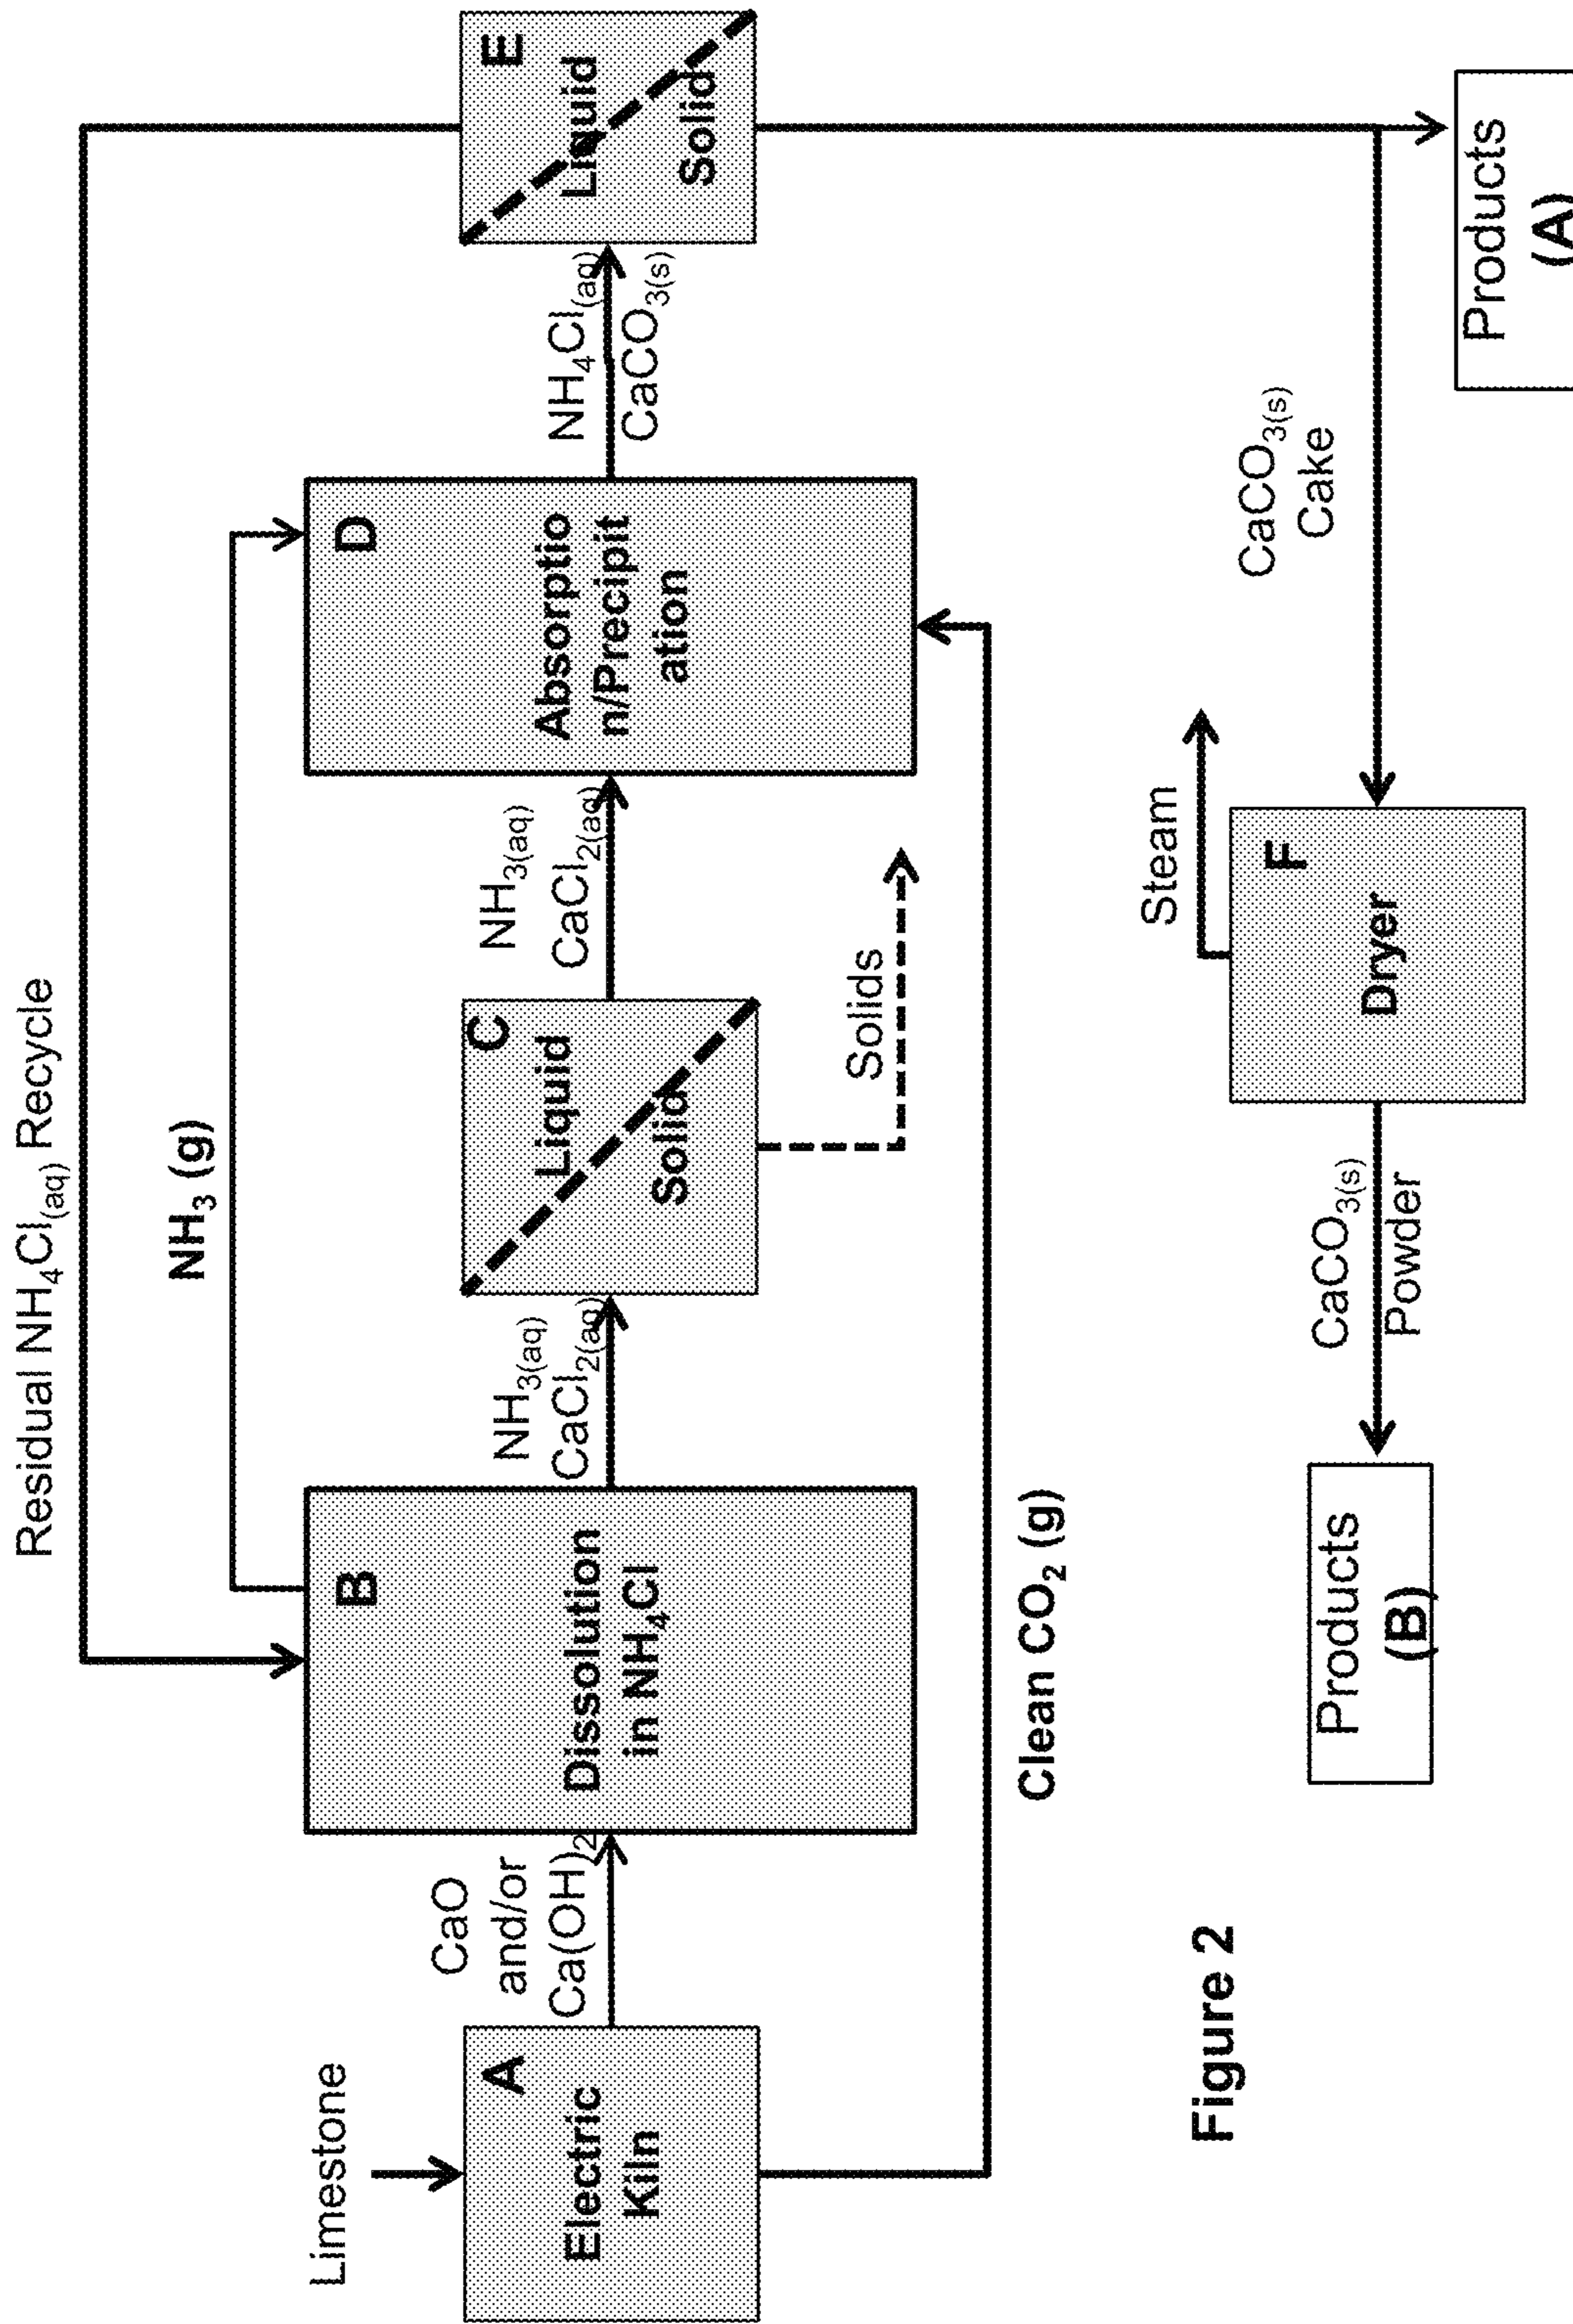 Residual NH₄Cl₍aq₎ Recycle
NH₃ (g)
Limestone
A
Electric
Kiln
CaO
and/or
Ca(OH)₂
B
Dissolution
in NH₄Cl
NH₃(aq)
CaCl₂(aq)
C
Liquid
Solid
Solids
NH₃(aq)
CaCl₂(aq)
D
Absorptio
n/Precipit
ation
NH₄Cl(aq)
CaCO₃(s)
E
Liquid
Solid
Clean CO₂ (g)
Products
(B)
CaCO₃(s)
Powder
F
Dryer
Steam
CaCO₃(s)
Cake
Products
(A)
Figure 2